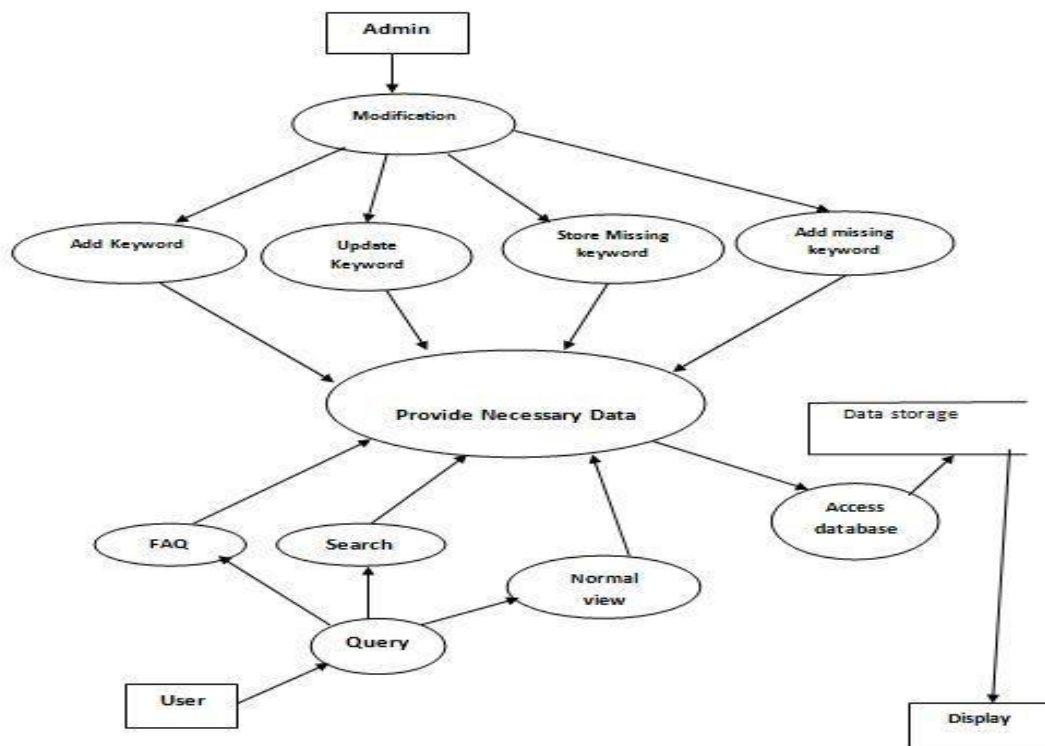 Admin
Modification
Add Keyword
Update
Keyword
Store Missing
keyword
Add missing
keyword
Provide Necessary Data
Data storage
Access
database
FAQ
Search
Normal
view
Query
User
Display